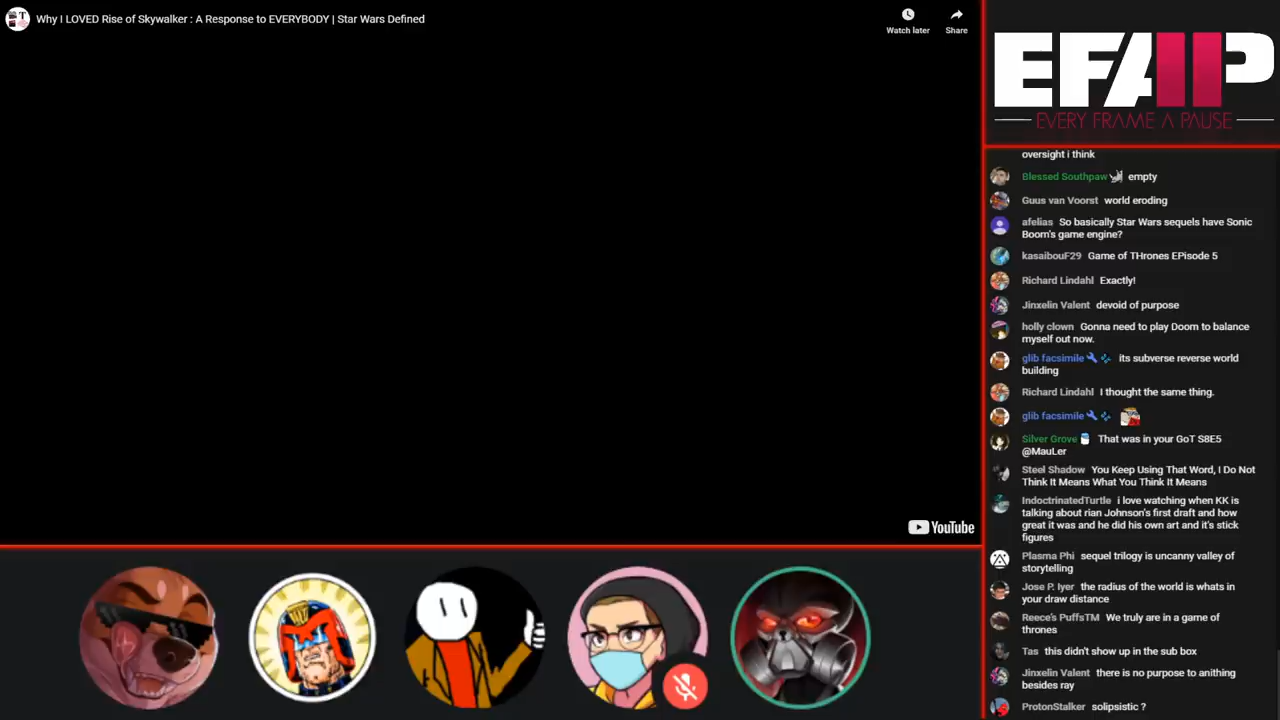 Why I LOVED Rise of Skywalker : A Response to EVERYBODY | Star Wars Defined
Watch later
Share
YouTube
EFAP
EVERY FRAME A PAUSE
oversight i think
Blessed Southpaw empty
Guus van Voorst world eroding
afelias So basically Star Wars sequels have Sonic
Boom's game engine?
kasaibouF29 Game of THrones EPisode 5
Richard Lindahl Exactly!
Jinxelin Valent devoid of purpose
holly clown Gonna need to play Doom to balance
myself out now.
glib facsimile its subverse reverse world
building
Richard Lindahl I thought the same thing.
glib facsimile
Silver Grove That was in your GoT S8E5
@MauLer
Steel Shadow You Keep Using That Word, I Do Not
Think It Means What You Think It Means
IndoctrinatedTurtle i love watching when KK is
talking about rian Johnson's first draft and how
great it was and he did his own art and it's stick
figures
Plasma Phi sequel trilogy is uncanny valley of
storytelling
Jose P. Iyer the radius of the world is whats in
your draw distance
Reece's PuffsTM We truly are in a game of
thrones
Tas this didn't show up in the sub box
Jinxelin Valent there is no purpose to anithing
besides ray
ProtonStalker solipsistic ?